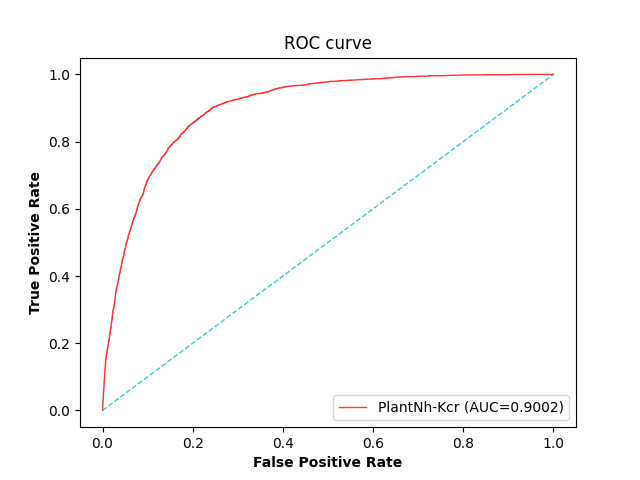 ROC curve
True Positive Rate
1.0
0.8
0.6
0.4
0.2
0.0
0.0 0.2 0.4 0.6 0.8 1.0
False Positive Rate
PlantNh-Kcr (AUC=0.9002)